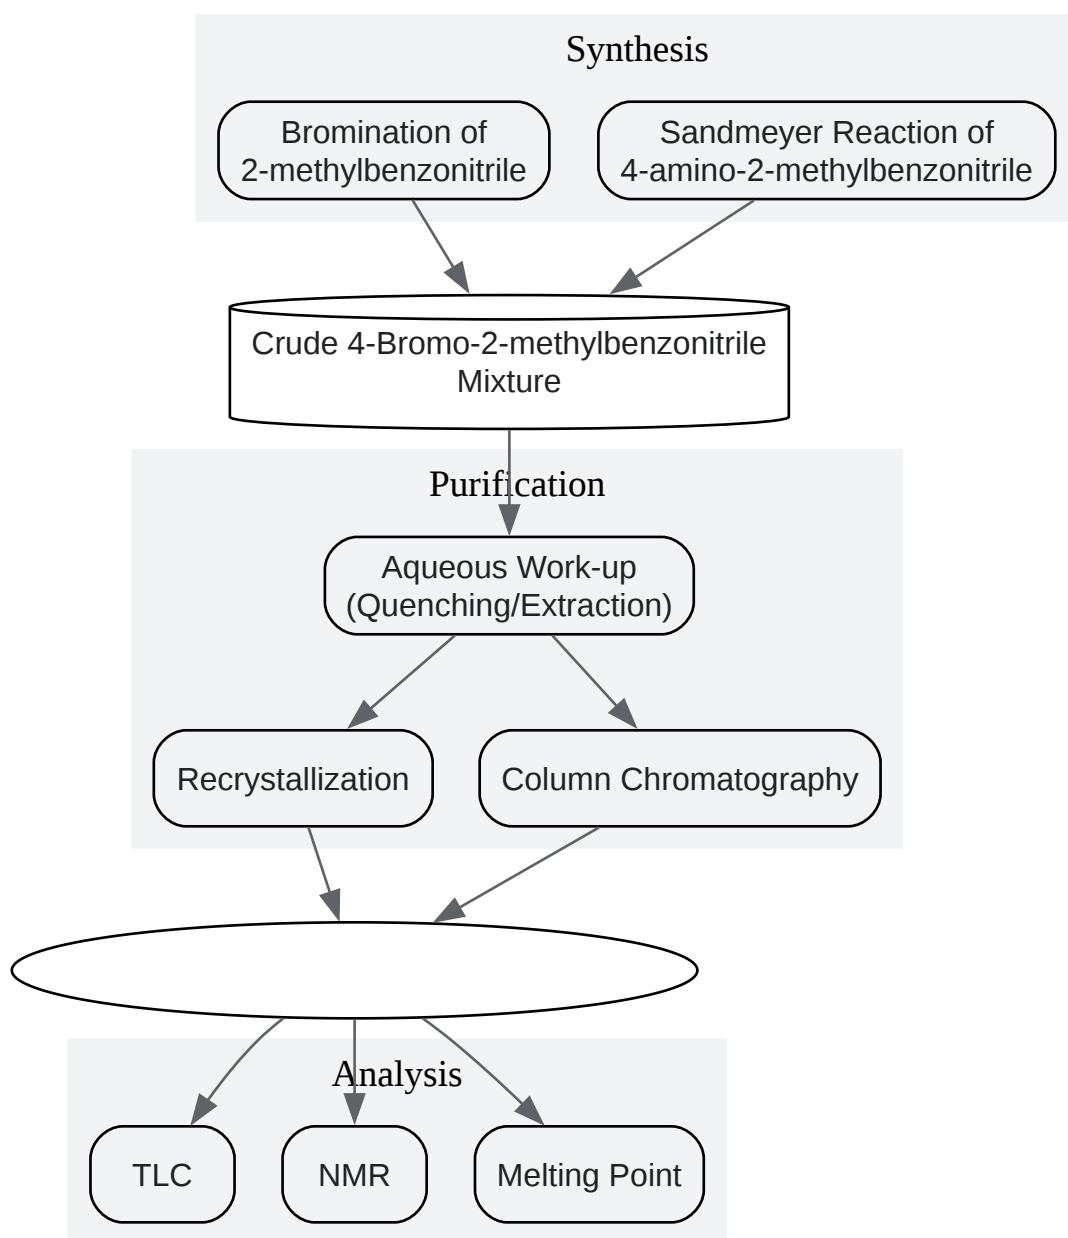 Synthesis
Bromination of
2-methylbenzonitrile
Sandmeyer Reaction of
4-amino-2-methylbenzonitrile
Crude 4-Bromo-2-methylbenzonitrile
Mixture
Purification
Aqueous Work-up
(Quenching/Extraction)
Recrystallization
Column Chromatography
Analysis
TLC
NMR
Melting Point